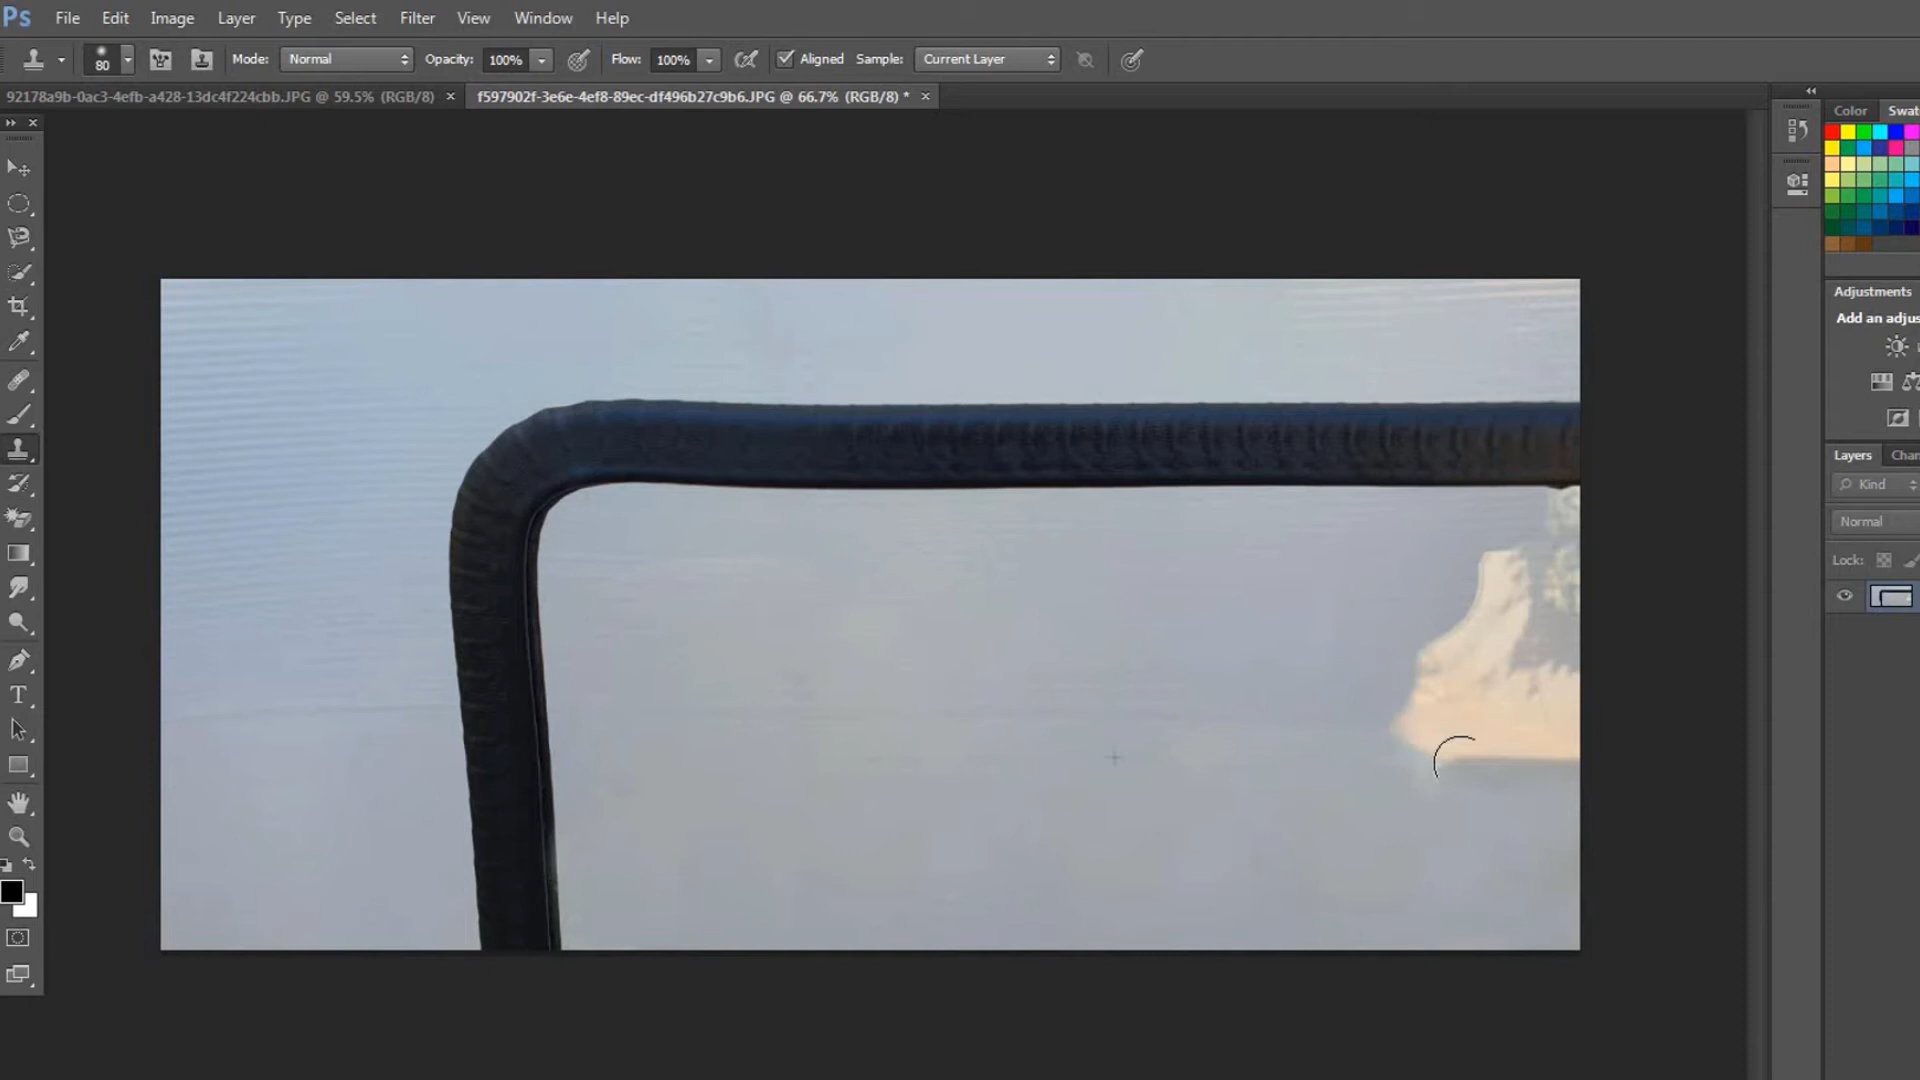 Ps File Edit Image Layer Type Select Filter View Window Help
80 Mode: Normal Opacity: 100% Flow: 100% Aligned Sample: Current Layer
92178a9b-0ac3-4efb-a428-13dc4f224cbb.JPG @ 59.5% (RGB/8) × f597902f-3e6e-4ef8-89ec-df496b27c9b6.JPG @ 66.7% (RGB/8) * ×
Color Swat
Adjustments
Add an adjus
Layers Chan
Kind
Normal
Lock:
T